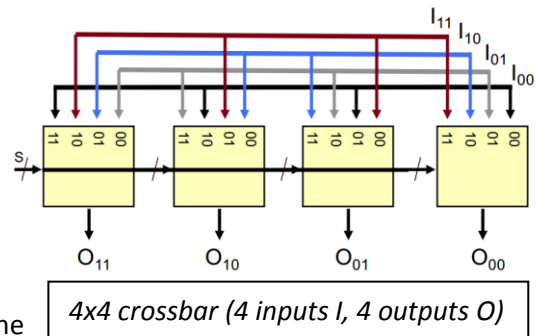 I₁₁
I₁₀
I₀₁
I₀₀
11 10 01 00 11 10 01 00 11 10 01 00 11 10 01 00
S
O₁₁ O₁₀ O₀₁ O₀₀
4x4 crossbar (4 inputs I, 4 outputs O)
ne